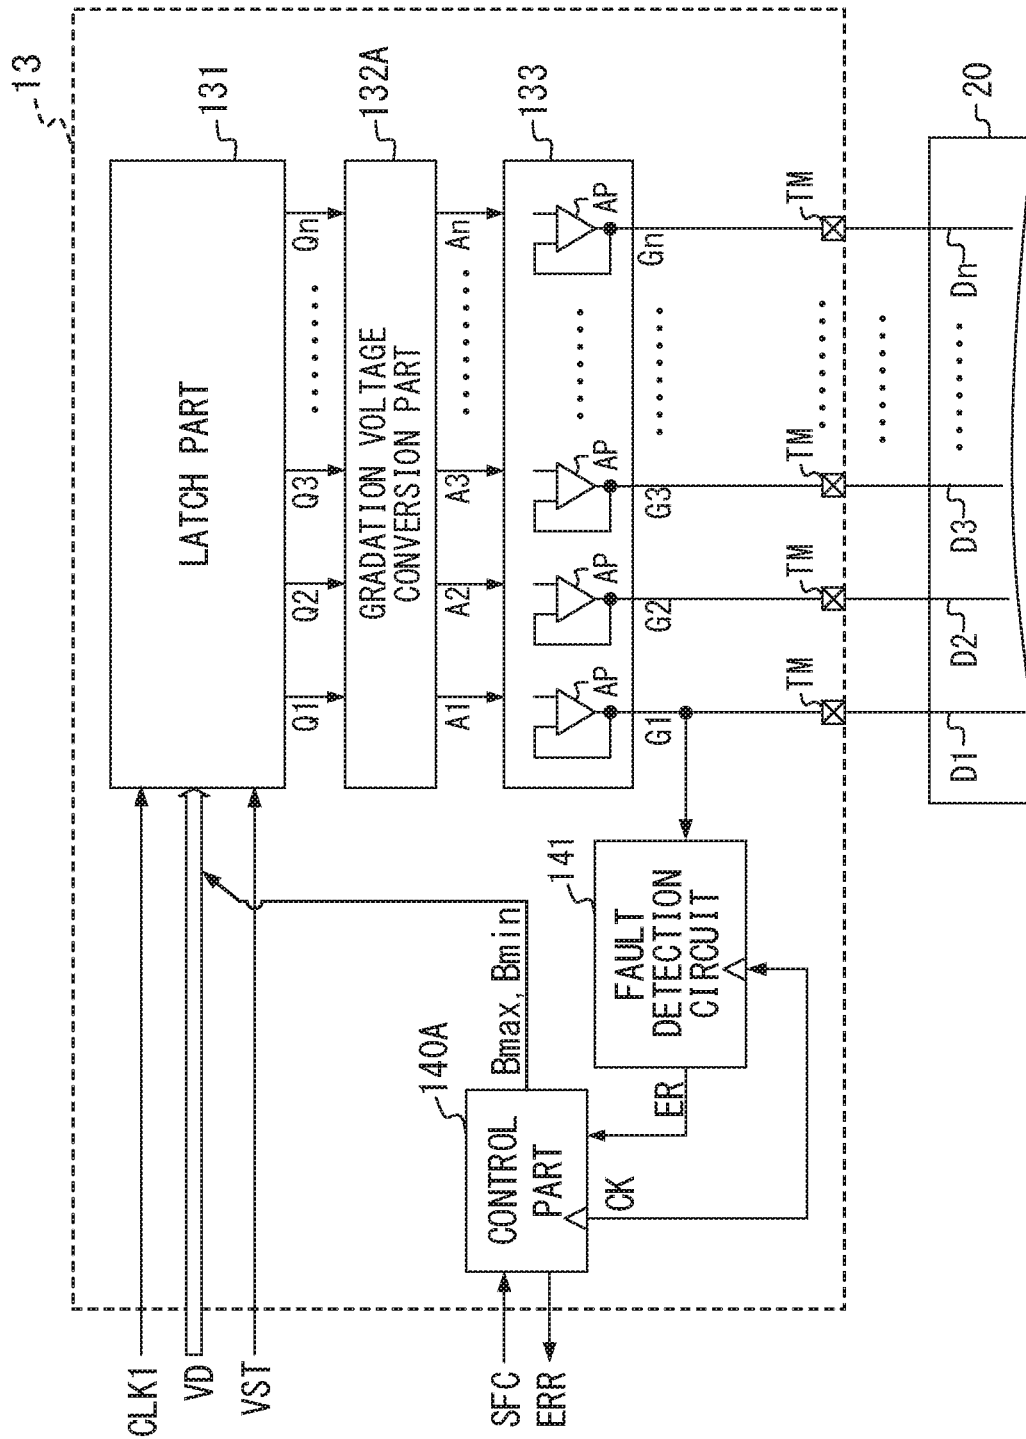 13
CLK1
VD
VST
LATCH PART
131
Q1
Q2
Q3
Qn
GRADATION VOLTAGE
CONVERSION PART
132A
A1
A2
A3
An
133
AP
AP
AP
AP
G1
G2
G3
Gn
SFC
ERR
CONTROL
PART
140A
Bmax, Bmin
CK
ER
FAULT
DETECTION
CIRCUIT
141
TM
TM
TM
TM
D1
D2
D3
Dn
20